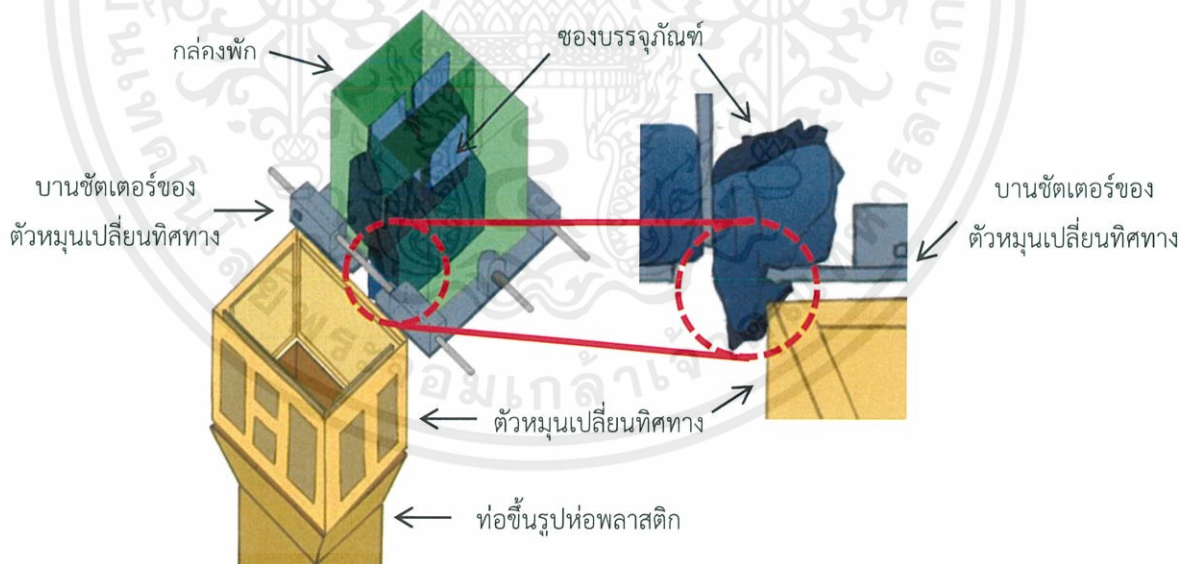 กล่องพัก
ซองบรรจุภัณฑ์
บานชัตเตอร์ของ
ตัวหมุนเปลี่ยนทิศทาง
บานชัตเตอร์ของ
ตัวหมุนเปลี่ยนทิศทาง
ตัวหมุนเปลี่ยนทิศทาง
ท่อขึ้นรูปห่อพลาสติก